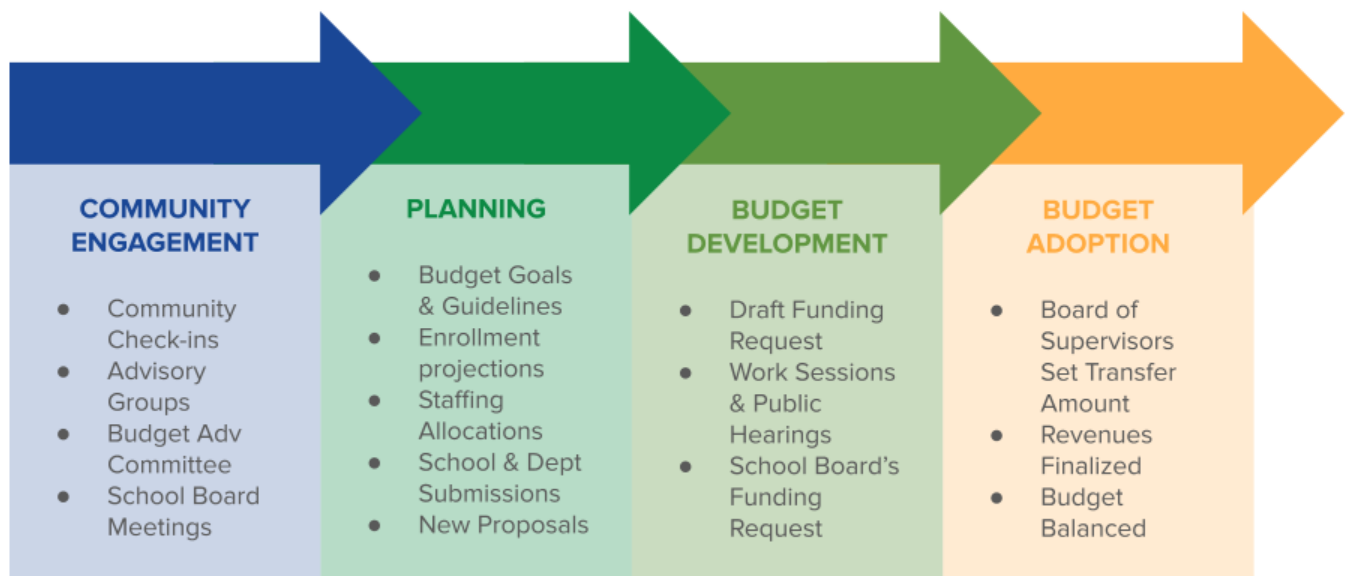 COMMUNITY
ENGAGEMENT
● Community
Check-ins
● Advisory
Groups
● Budget Adv
Committee
● School Board
Meetings
PLANNING
● Budget Goals
& Guidelines
● Enrollment
projections
● Staffing
Allocations
● School & Dept
Submissions
● New Proposals
BUDGET
DEVELOPMENT
● Draft Funding
Request
● Work Sessions
& Public
Hearings
● School Board’s
Funding
Request
BUDGET
ADOPTION
● Board of
Supervisors
Set Transfer
Amount
● Revenues
Finalized
● Budget
Balanced